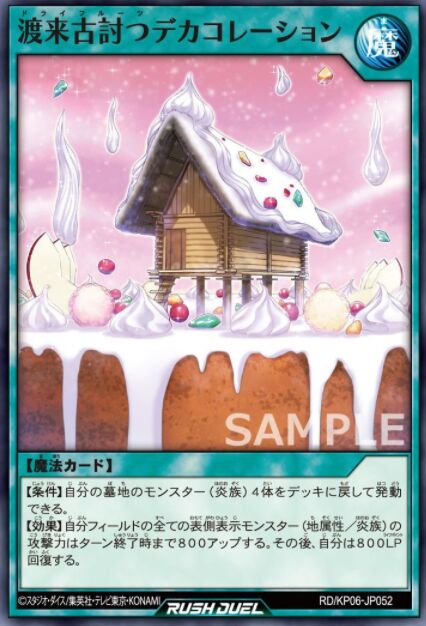 ドライフルーツ
渡来古討つデカコレーション
ま
魔
SAMPLE
【魔法カード】
【条件】自分の墓地のモンスター(炎族)4体をデッキに戻して発動
できる。
【効果】自分フィールドの全ての表側表示モンスター(地属性/炎族)の
攻撃力はターン終了時まで800アップする。その後、自分は800LP
回復する。
©スタジオ・ダイス/集英社・テレビ東京・KONAMI
RUSH DUEL
RD/KP06-JP052